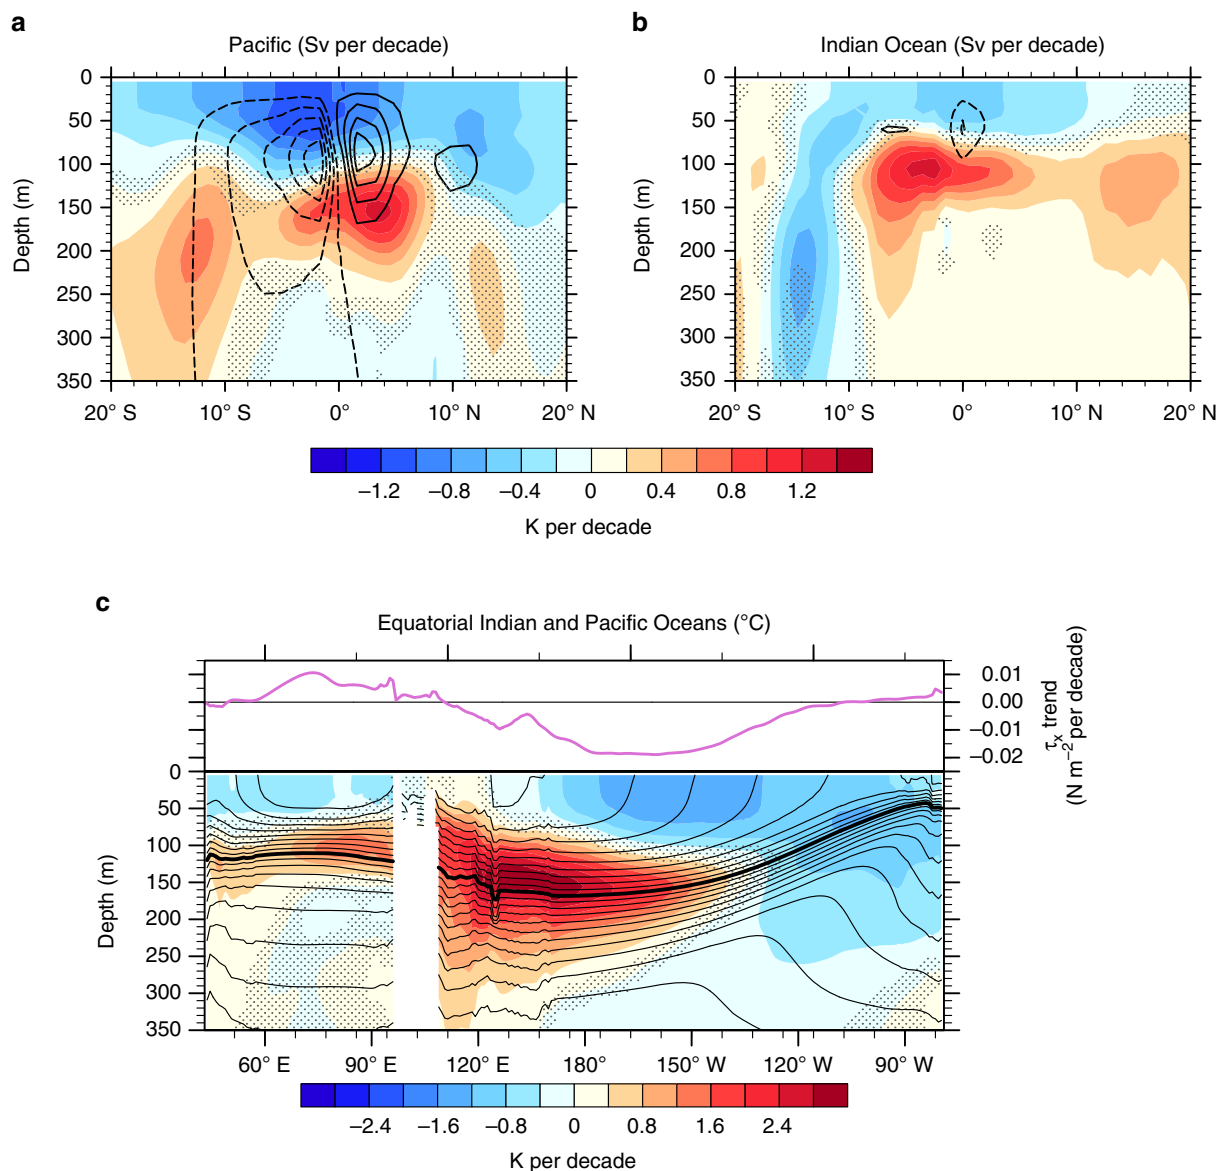 a
b
Pacific (Sv per decade)
Indian Ocean (Sv per decade)
0
50
100
150
200
250
300
350
Depth (m)
20° S
10° S
0°
10° N
20° N
0
50
100
150
200
250
300
350
Depth (m)
20° S
10° S
0°
10° N
20° N
−1.2
−0.8
−0.4
0
0.4
0.8
1.2
K per decade
c
Equatorial Indian and Pacific Oceans (°C)
0.01
0.00
−0.01
−0.02
τx trend
(N m−2 per decade)
0
50
100
150
200
250
300
350
Depth (m)
60° E
90° E
120° E
180°
150° W
120° W
90° W
−2.4
−1.6
−0.8
0
0.8
1.6
2.4
K per decade